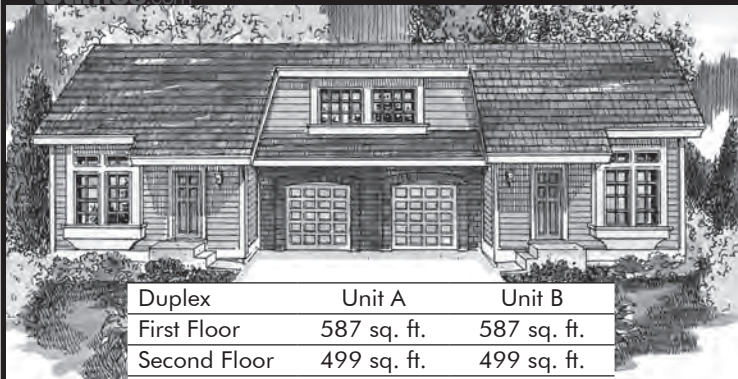 Duplex Unit A Unit B
First Floor 587 sq. ft. 587 sq. ft.
Second Floor 499 sq. ft. 499 sq. ft.